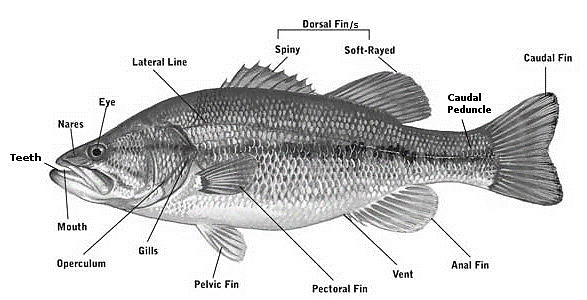 Dorsal Fin/s
Spiny
Soft-Rayed
Caudal Fin
Lateral Line
Eye
Caudal
Peduncle
Nares
Teeth
Mouth
Operculum
Gills
Pelvic Fin
Pectoral Fin
Vent
Anal Fin